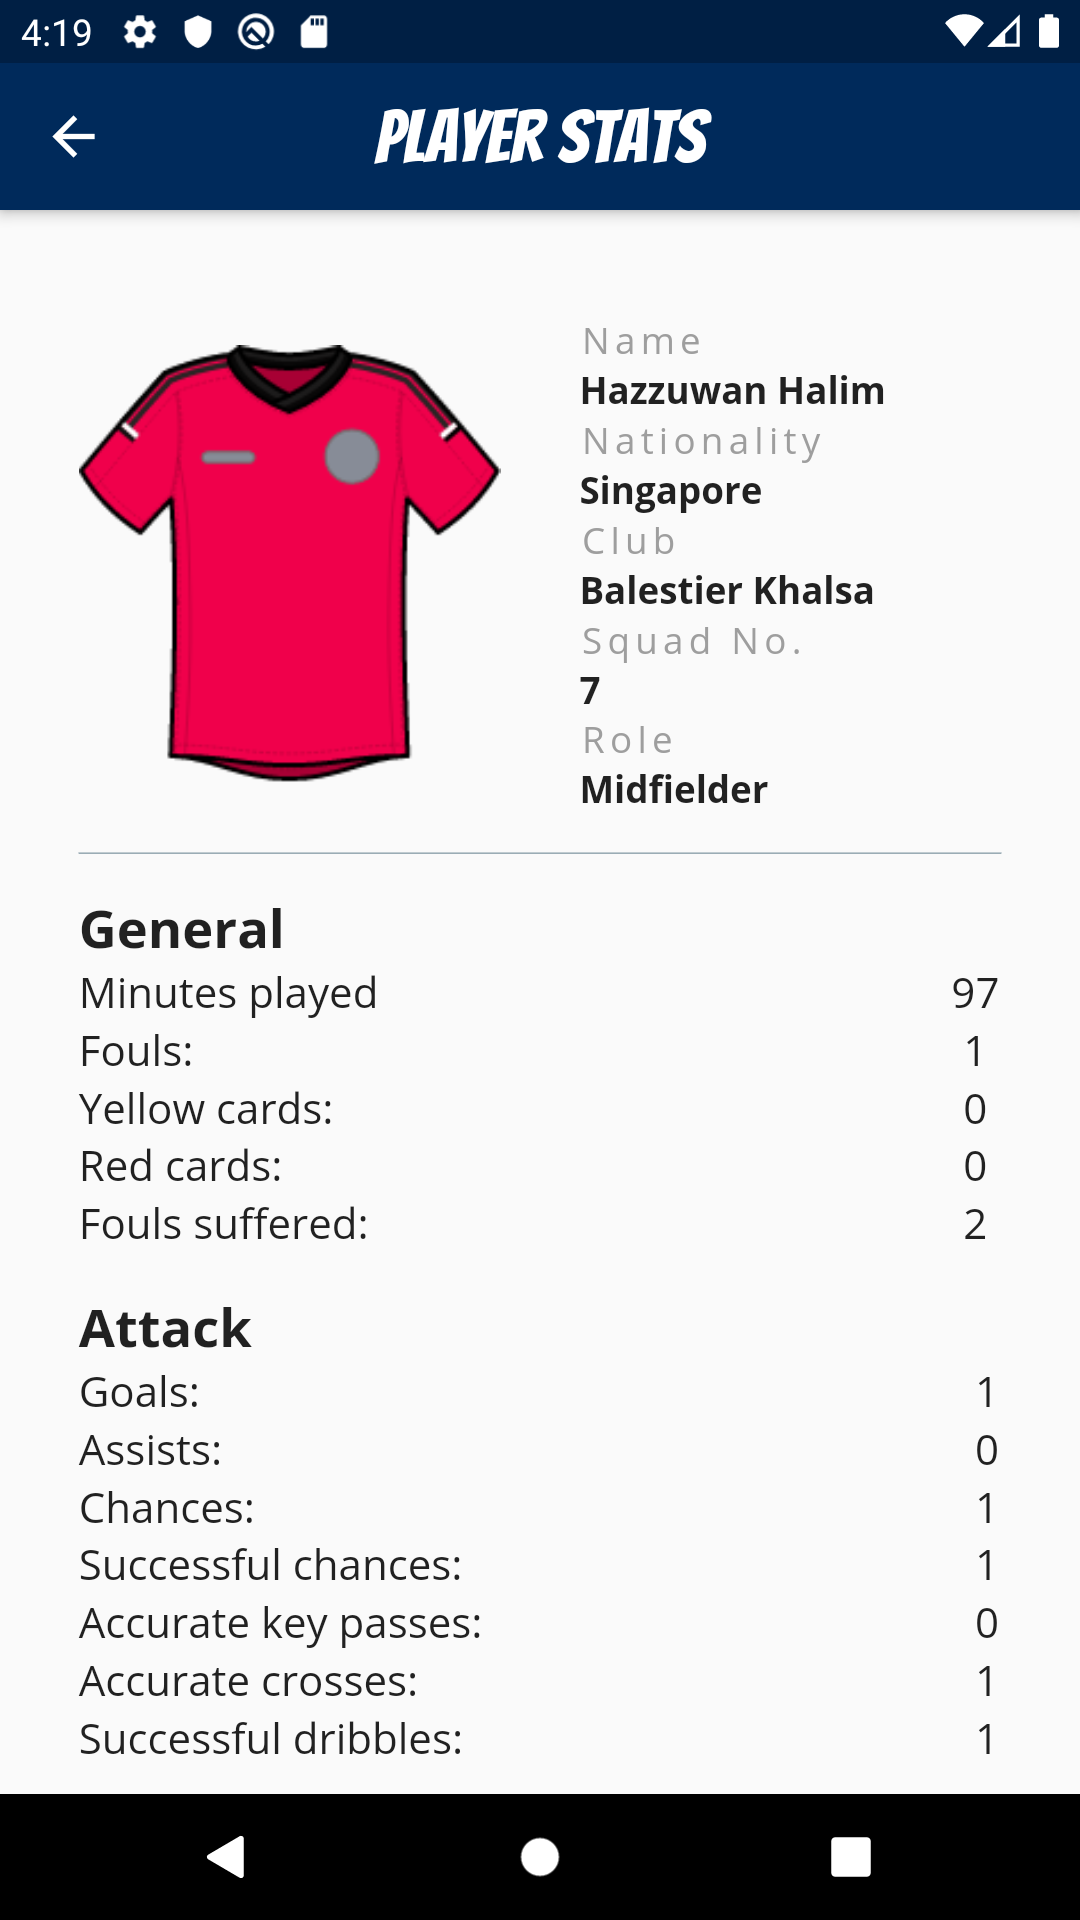 4:19
PLAYER STATS
Name
Hazzuwan Halim
Nationality
Singapore
Club
Balestier Khalsa
Squad No.
7
Role
Midfielder
General
Minutes played 97
Fouls: 1
Yellow cards: 0
Red cards: 0
Fouls suffered: 2
Attack
Goals: 1
Assists: 0
Chances: 1
Successful chances: 1
Accurate key passes: 0
Accurate crosses: 1
Successful dribbles: 1